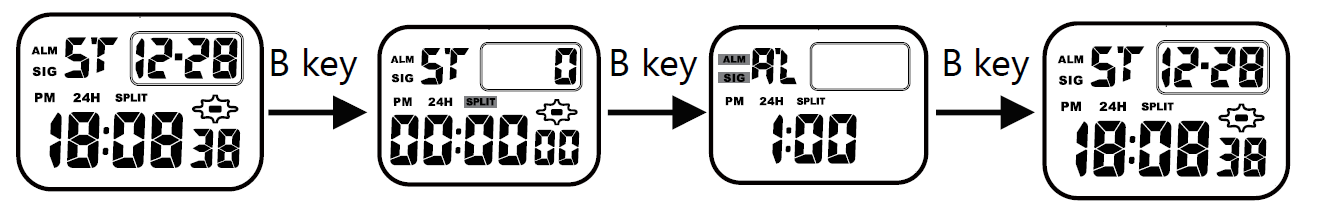 ALM ST 12-28
SIG
PM 24H SPLIT
18:08 38
B key
ALM ST 0
SIG
PM 24H SPLIT
00:00 00
B key
ALM AL
SIG
PM 24H SPLIT
1:00
B key
ALM ST 12-28
SIG
PM 24H SPLIT
18:08 38